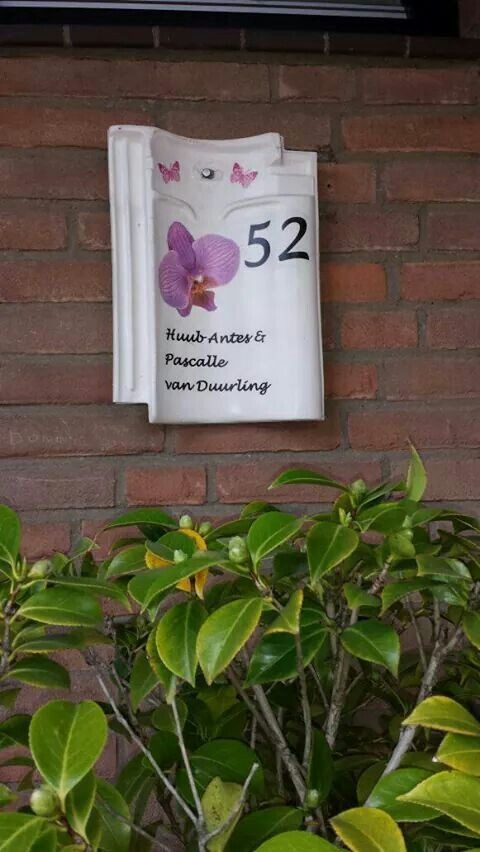 52
Huub Antes &
Pascalle
van Duurling